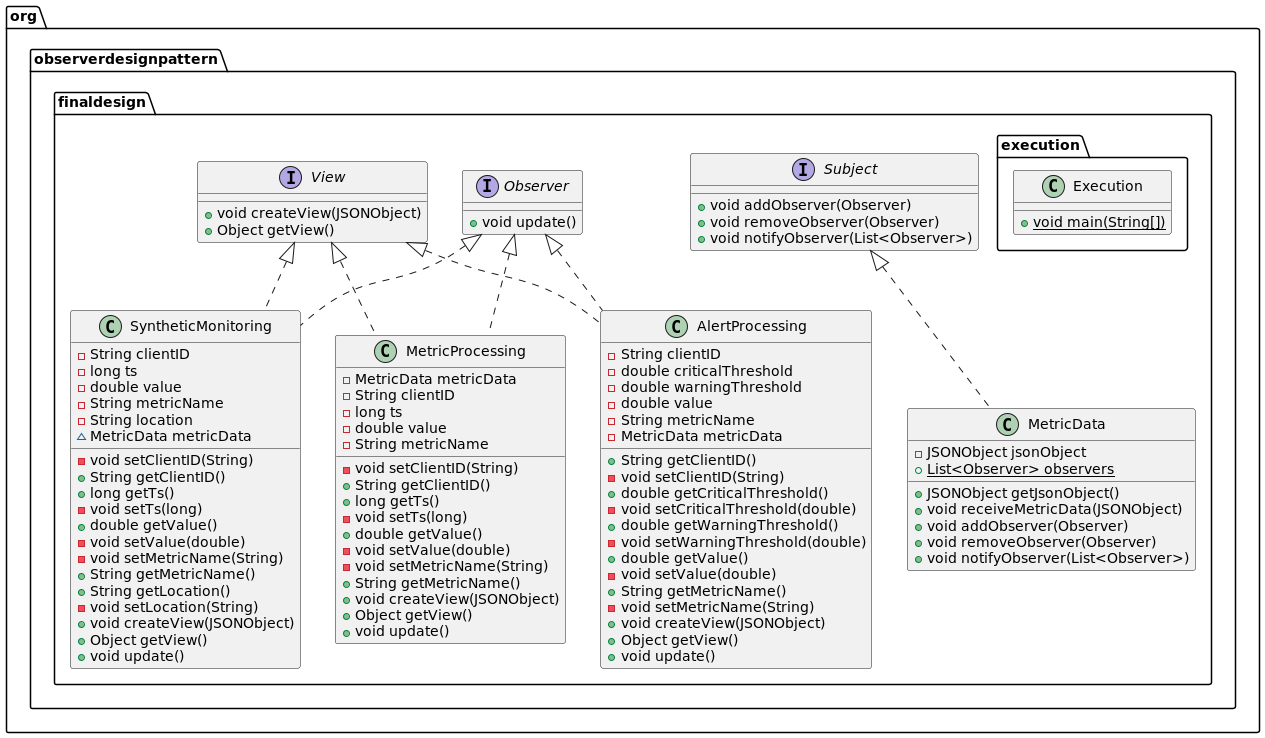 org
observerdesignpattern
finaldesign
execution
View
void createView(JSONObject)
Object getView()
Observer
void update()
Subject
void addObserver(Observer)
void removeObserver(Observer)
void notifyObserver(List<Observer>)
Execution
void main(String[])
SyntheticMonitoring
String clientID
long ts
double value
String metricName
String location
MetricData metricData
void setClientID(String)
String getClientID()
long getTs()
void setTs(long)
double getValue()
void setValue(double)
void setMetricName(String)
String getMetricName()
String getLocation()
void setLocation(String)
void createView(JSONObject)
Object getView()
void update()
MetricProcessing
MetricData metricData
String clientID
long ts
double value
String metricName
void setClientID(String)
String getClientID()
long getTs()
void setTs(long)
double getValue()
void setValue(double)
void setMetricName(String)
String getMetricName()
void createView(JSONObject)
Object getView()
void update()
AlertProcessing
String clientID
double criticalThreshold
double warningThreshold
double value
String metricName
MetricData metricData
String getClientID()
void setClientID(String)
double getCriticalThreshold()
void setCriticalThreshold(double)
double getWarningThreshold()
void setWarningThreshold(double)
double getValue()
void setValue(double)
String getMetricName()
void setMetricName(String)
void createView(JSONObject)
Object getView()
void update()
MetricData
JSONObject jsonObject
List<Observer> observers
JSONObject getJsonObject()
void receiveMetricData(JSONObject)
void addObserver(Observer)
void removeObserver(Observer)
void notifyObserver(List<Observer>)